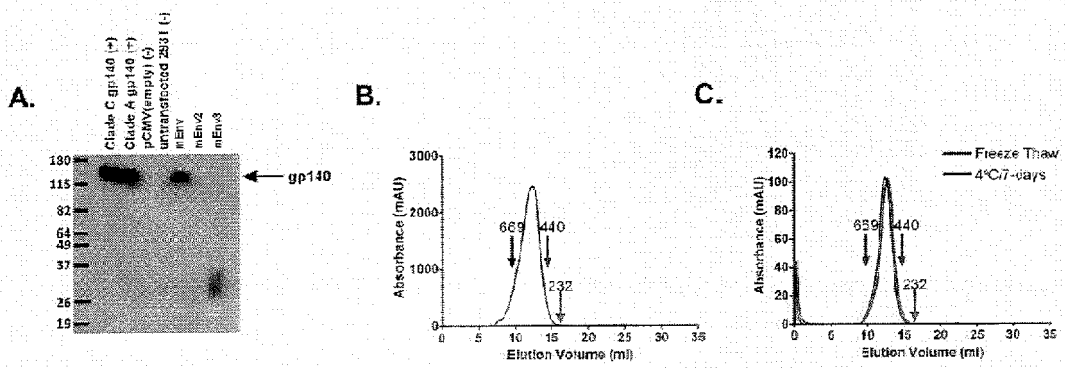 A.
Clade C gp140 (+)
Clade A gp140 (+)
pCMV(empty) (-)
untransfected 293T (-)
mEnv
mEnv2
mEnv3
180
115
82
64
49
37
26
19
gp140
B.
Absorbance (mAU)
3000
2000
1000
0
669
440
232
0 5 10 15 20 25 30 35
Elution Volume (ml)
C.
Absorbance (mAU)
120
100
80
60
40
20
0
669
440
232
Freeze Thaw
4°C/7-days
0 5 10 15 20 25 30 35
Elution Volume (ml)